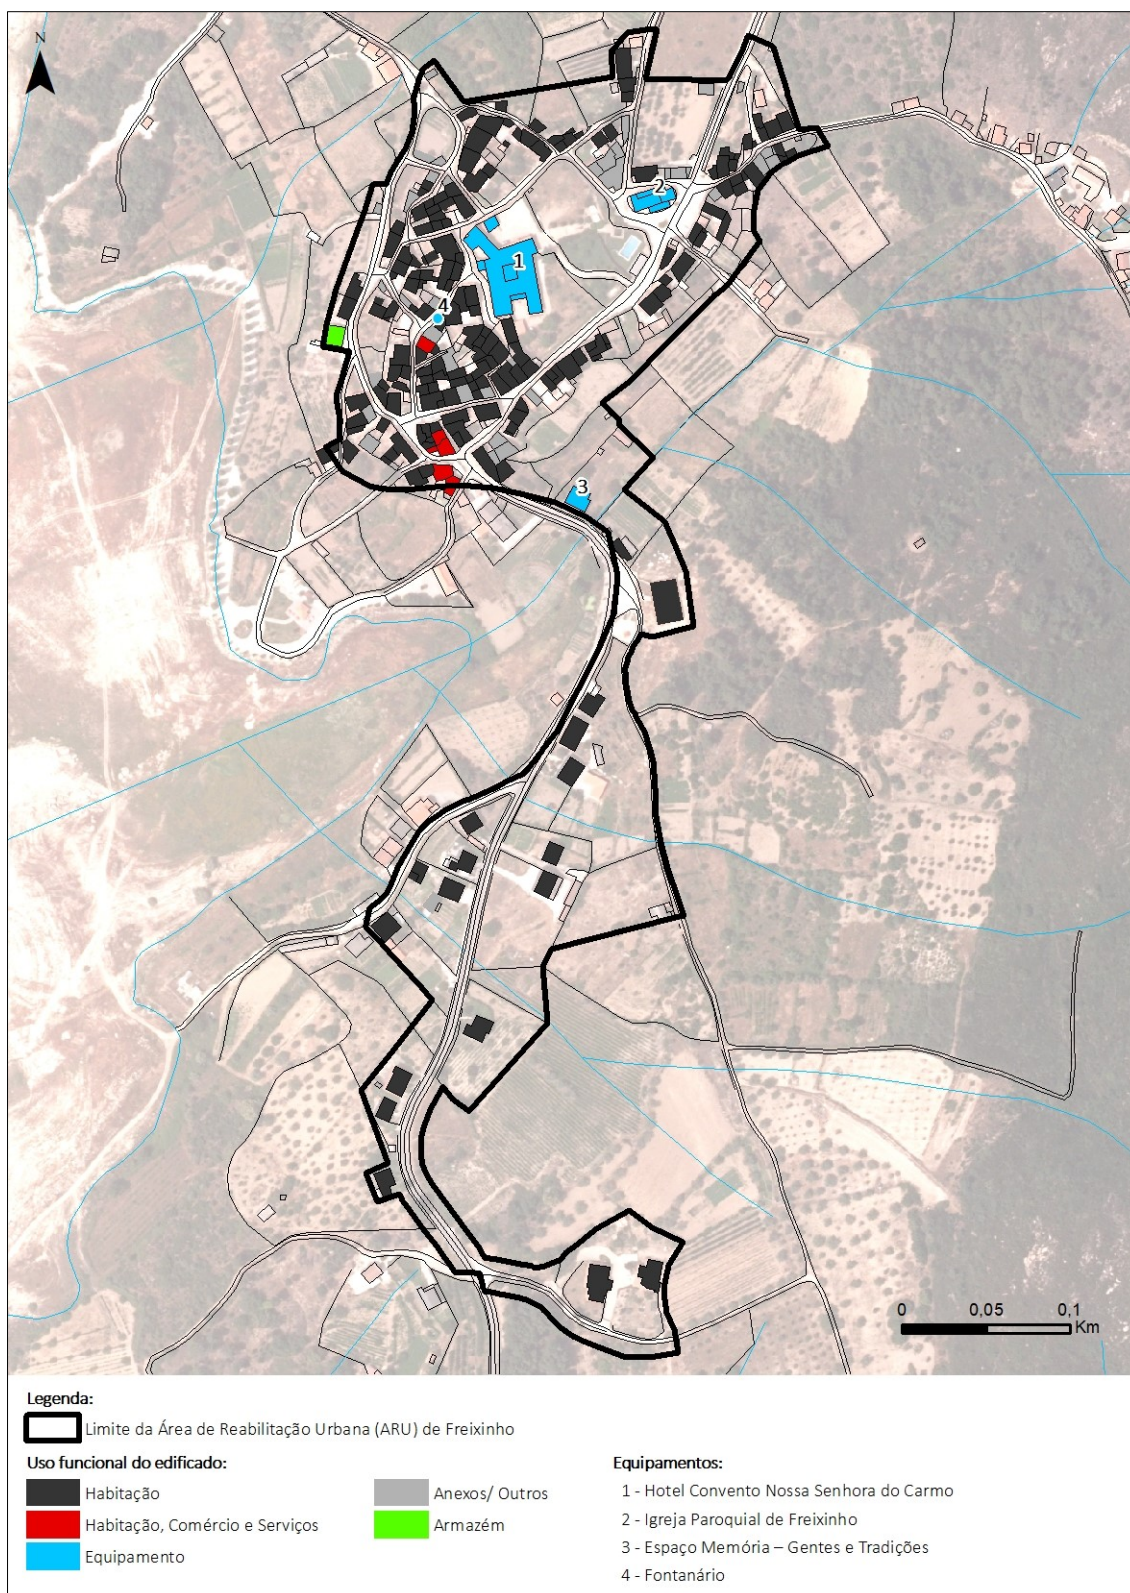 N
2
1
4
3
0 0,05 0,1
Km
Legenda:
Limite da Área de Reabilitação Urbana (ARU) de Freixinho
Uso funcional do edificado:
Habitação
Habitação, Comércio e Serviços
Equipamento
Anexos/ Outros
Armazém
Equipamentos:
1 - Hotel Convento Nossa Senhora do Carmo
2 - Igreja Paroquial de Freixinho
3 - Espaço Memória – Gentes e Tradições
4 - Fontanário